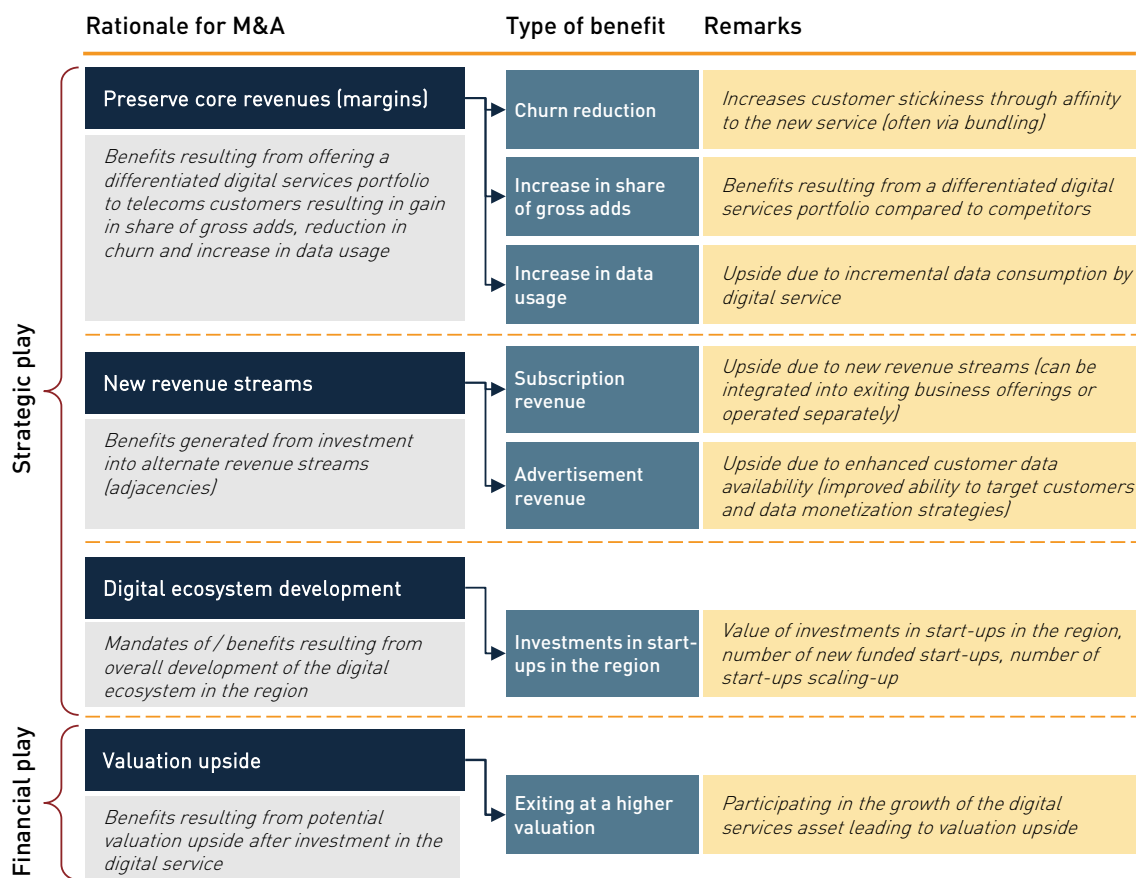 Rationale for M&A
Type of benefit
Remarks
Strategic play
Preserve core revenues (margins)
Benefits resulting from offering a
differentiated digital services portfolio
to telecoms customers resulting in gain
in share of gross adds, reduction in
churn and increase in data usage
Churn reduction
Increases customer stickiness through affinity
to the new service (often via bundling)
Increase in share
of gross adds
Benefits resulting from a differentiated digital
services portfolio compared to competitors
Increase in data
usage
Upside due to incremental data consumption by
digital service
New revenue streams
Benefits generated from investment
into alternate revenue streams
(adjacencies)
Subscription
revenue
Upside due to new revenue streams (can be
integrated into exiting business offerings or
operated separately)
Advertisement
revenue
Upside due to enhanced customer data
availability (improved ability to target customers
and data monetization strategies)
Digital ecosystem development
Mandates of / benefits resulting from
overall development of the digital
ecosystem in the region
Investments in start-
ups in the region
Value of investments in start-ups in the region,
number of new funded start-ups, number of
start-ups scaling-up
Financial play
Valuation upside
Benefits resulting from potential
valuation upside after investment in the
digital service
Exiting at a higher
valuation
Participating in the growth of the digital
services asset leading to valuation upside